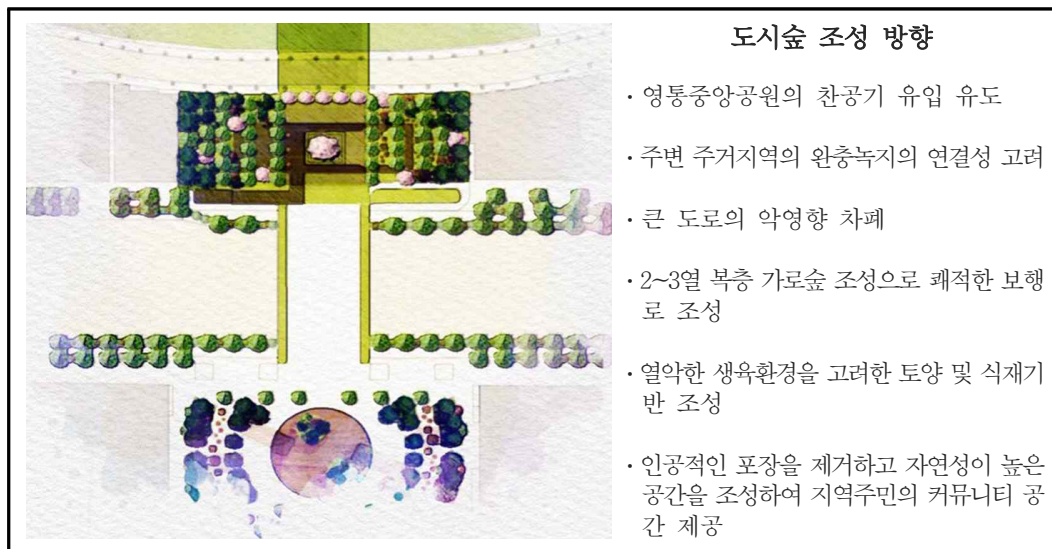 도시숲 조성 방향
· 영통중앙공원의 찬공기 유입 유도
· 주변 주거지역의 완충녹지의 연결성 고려
· 큰 도로의 악영향 차폐
· 2~3열 복층 가로숲 조성으로 쾌적한 보행
로 조성
· 열악한 생육환경을 고려한 토양 및 식재기
반 조성
· 인공적인 포장을 제거하고 자연성이 높은
공간을 조성하여 지역주민의 커뮤니티 공
간 제공